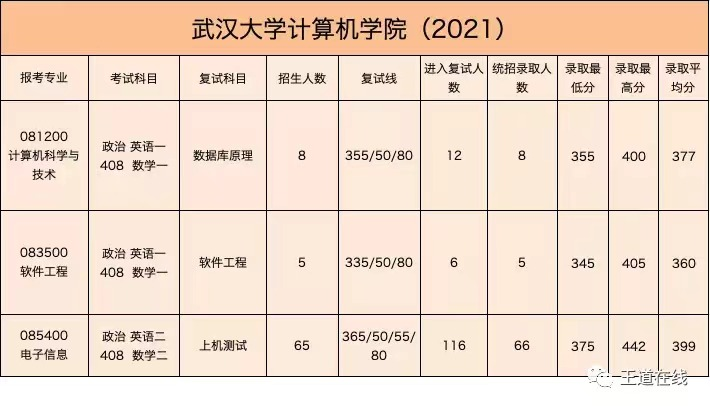 武汉大学计算机学院（2021）
报考专业 考试科目 复试科目 招生人数 复试线 进入复试人数 统招录取人数 录取最低分 录取最高分 录取平均分
081200
计算机科学与
技术
政治 英语一
408 数学一
数据库原理
8
355/50/80
12
8
355
400
377
083500
软件工程
政治 英语一
408 数学一
软件工程
5
335/50/80
6
5
345
405
360
085400
电子信息
政治 英语二
408 数学二
上机测试
65
365/50/55/
80
116
66
375
442
399
王道在线